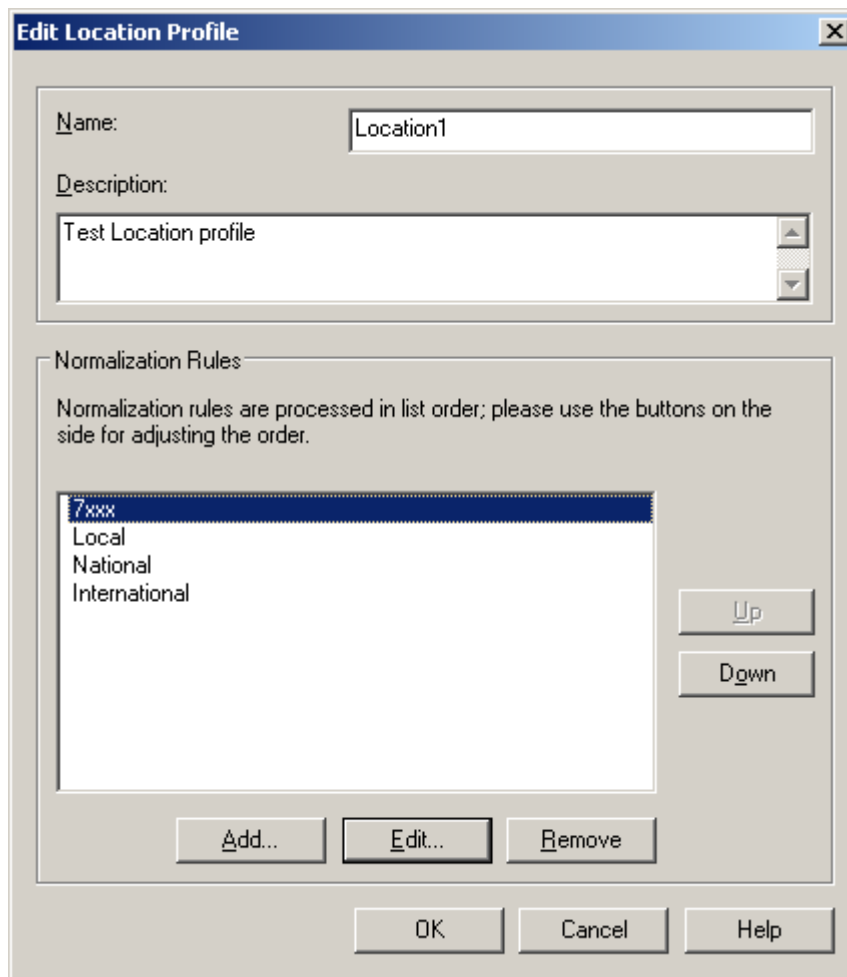 Edit Location Profile
Name:
Location1
Description:
Test Location profile
Normalization Rules
Normalization rules are processed in list order; please use the buttons on the
side for adjusting the order.
7xxx
Local
National
International
Up
Down
Add...
Edit...
Remove
OK
Cancel
Help